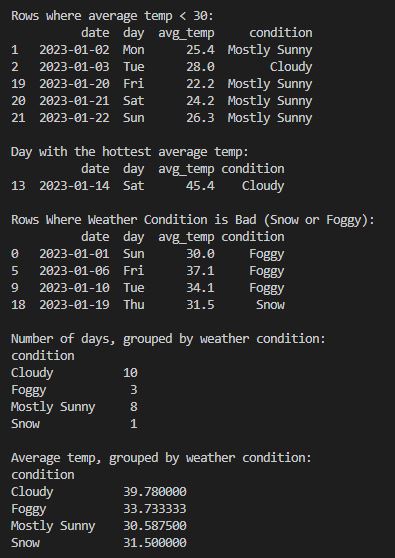 Rows where average temp < 30:
date day avg_temp condition
1 2023-01-02 Mon 25.4 Mostly Sunny
2 2023-01-03 Tue 28.0 Cloudy
19 2023-01-20 Fri 22.2 Mostly Sunny
20 2023-01-21 Sat 24.2 Mostly Sunny
21 2023-01-22 Sun 26.3 Mostly Sunny
Day with the hottest average temp:
date day avg_temp condition
13 2023-01-14 Sat 45.4 Cloudy
Rows Where Weather Condition is Bad (Snow or Foggy):
date day avg_temp condition
0 2023-01-01 Sun 30.0 Foggy
5 2023-01-06 Fri 37.1 Foggy
9 2023-01-10 Tue 34.1 Foggy
18 2023-01-19 Thu 31.5 Snow
Number of days, grouped by weather condition:
condition
Cloudy 10
Foggy 3
Mostly Sunny 8
Snow 1
Average temp, grouped by weather condition:
condition
Cloudy 39.780000
Foggy 33.733333
Mostly Sunny 30.587500
Snow 31.500000